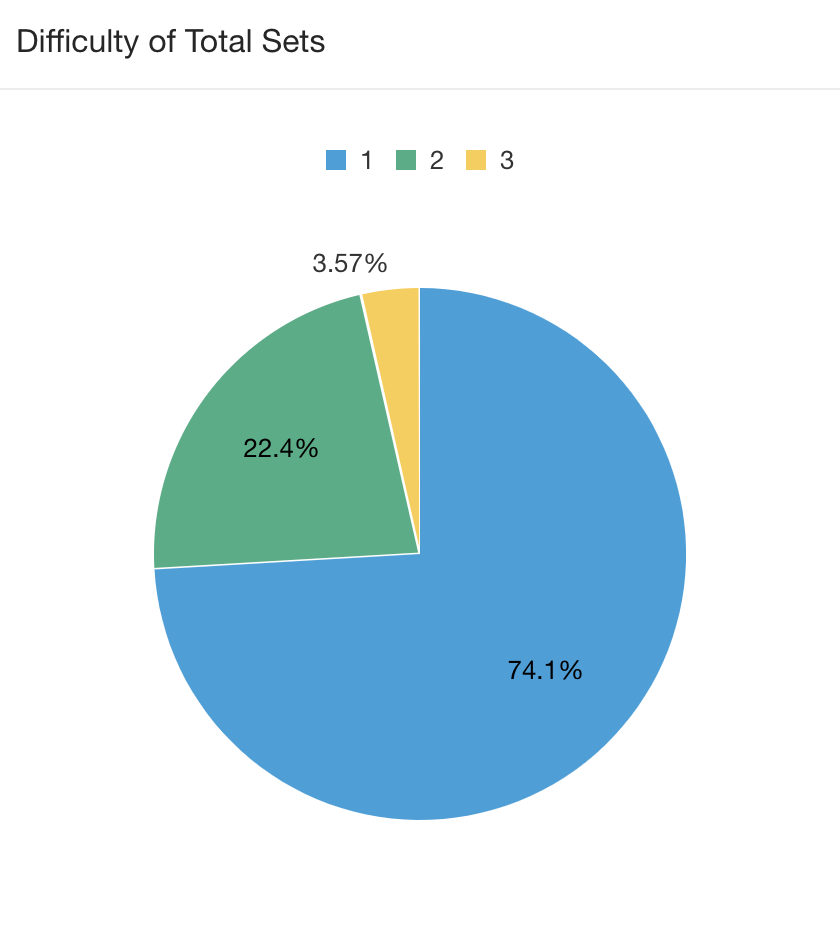 Difficulty of Total Sets
1 2 3
3.57%
22.4%
74.1%